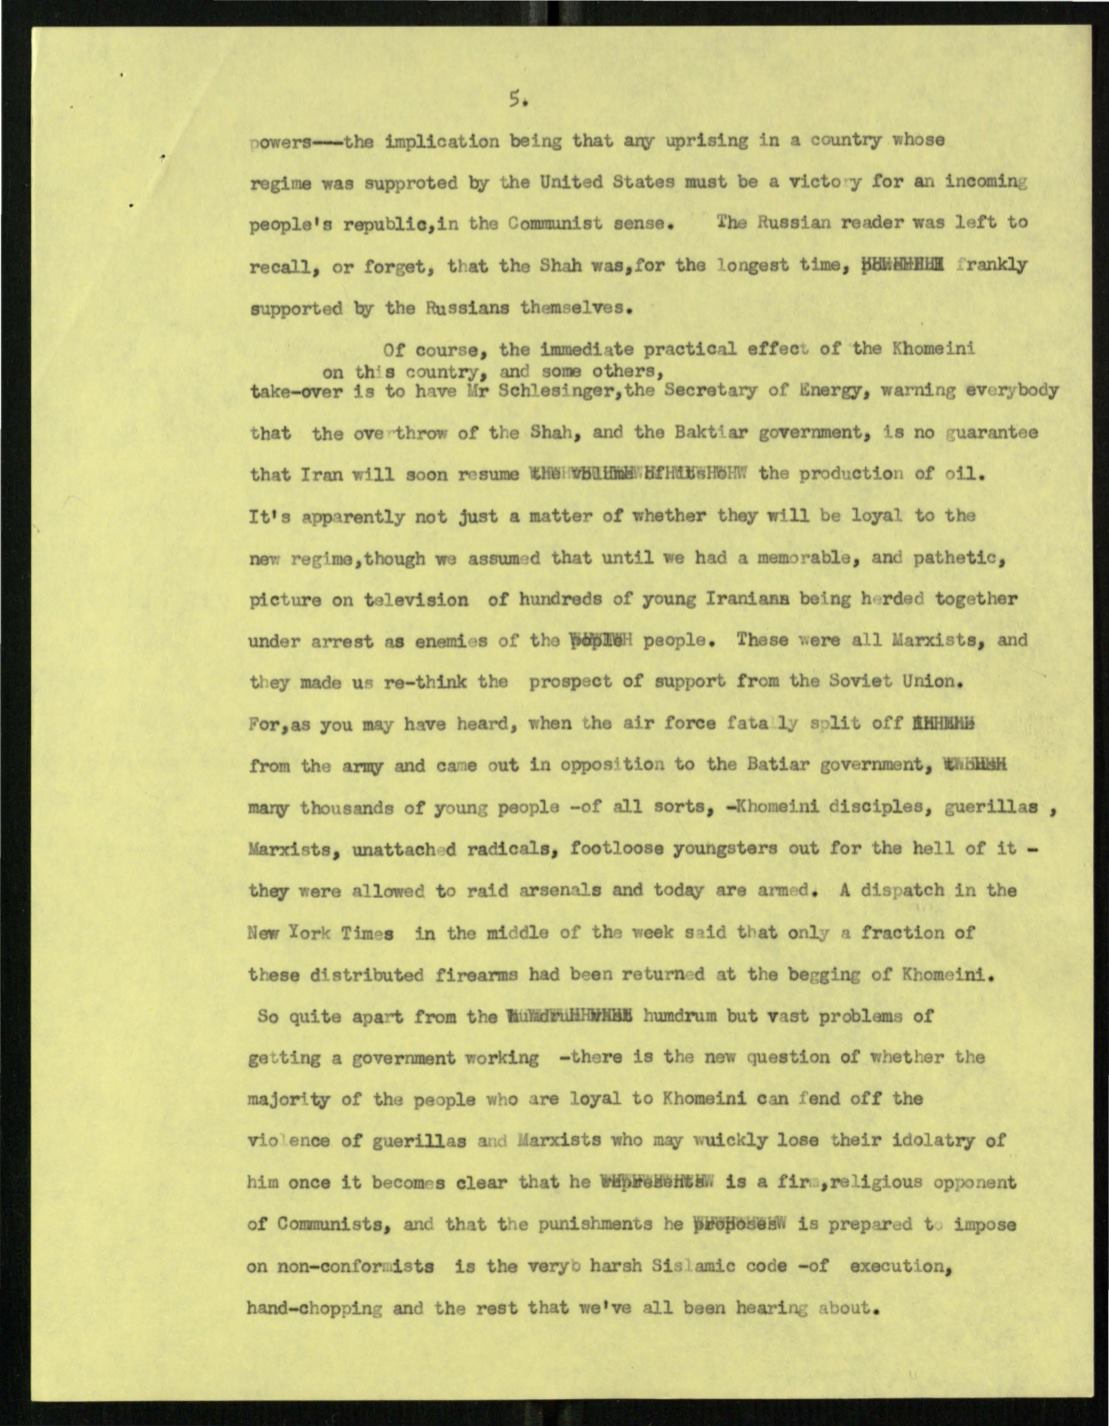 5.
powers---the implication being that any uprising in a country whose
regime was supproted by the United States must be a victory for an incoming
people's republic,in the Communist sense. The Russian reader was left to
recall, or forget, that the Shah was,for the longest time, frankly
supported by the Russians themselves.
Of course, the immediate practical effect of the Khomeini
on this country, and some others,
take-over is to have Mr Schlesinger,the Secretary of Energy, warning everybody
that the overthrow of the Shah, and the Baktiar government, is no guarantee
that Iran will soon resume the production of oil.
It's apparently not just a matter of whether they will be loyal to the
new regime,though we assumed that until we had a memorable, and pathetic,
picture on television of hundreds of young Iranians being herded together
under arrest as enemies of the people. These were all Marxists, and
they made us re-think the prospect of support from the Soviet Union.
For,as you may have heard, when the air force fatally split off
from the army and came out in opposition to the Batiar government,
many thousands of young people -of all sorts, -Khomeini disciples, guerillas ,
Marxists, unattached radicals, footloose youngsters out for the hell of it -
they were allowed to raid arsenals and today are armed. A dispatch in the
New York Times in the middle of the week said that only a fraction of
these distributed firearms had been returned at the begging of Khomeini.
So quite apart from the humdrum but vast problems of
getting a government working -there is the new question of whether the
majority of the people who are loyal to Khomeini can fend off the
violence of guerillas and Marxists who may wuickly lose their idolatry of
him once it becomes clear that he is a firm,religious opponent
of Communists, and that the punishments he is prepared to impose
on non-conformists is the veryb harsh Sislamic code -of execution,
hand-chopping and the rest that we've all been hearing about.